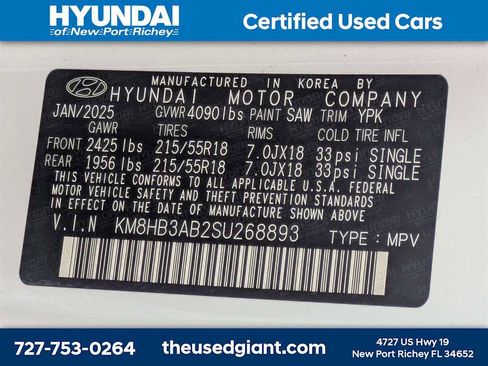 HYUNDAI
of New Port Richey
Certified Used Cars
MANUFACTURED IN KOREA BY
HYUNDAI MOTOR COMPANY
JAN/2025 GVWR 4090lbs PAINT SAW TRIM YPK
GAWR TIRES RIMS COLD TIRE INFL
FRONT 2425 lbs 215/55R18 7.0JX18 33psi SINGLE
REAR 1956 lbs 215/55R18 7.0JX18 33psi SINGLE
THIS VEHICLE CONFORMS TO ALL APPLICABLE U.S.A. FEDERAL
MOTOR VEHICLE SAFETY, BUMPER, AND THEFT PREVENTION
STANDARDS IN EFFECT ON THE DATE OF MANUFACTURE SHOWN ABOVE.
V.I.N KM8HB3AB2SU268893 TYPE : MPV
727-753-0264
theusedgiant.com
4727 US Hwy 19
New Port Richey FL 34652